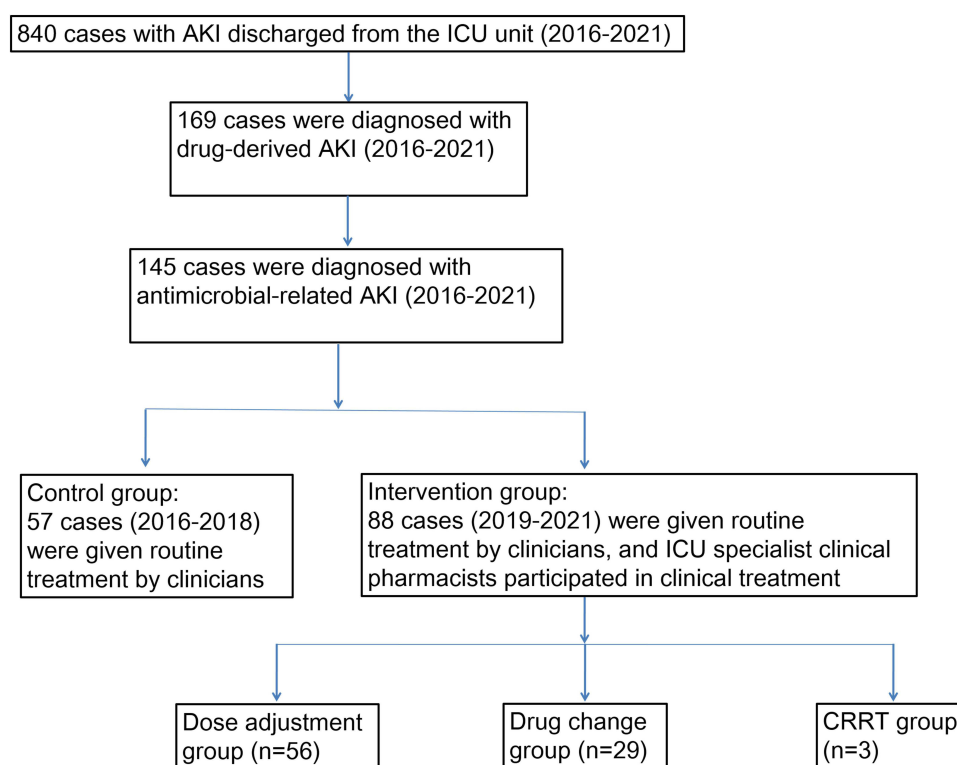 840 cases with AKI discharged from the ICU unit (2016-2021)
169 cases were diagnosed with
drug-derived AKI (2016-2021)
145 cases were diagnosed with
antimicrobial-related AKI (2016-2021)
Control group:
57 cases (2016-2018)
were given routine
treatment by clinicians
Intervention group:
88 cases (2019-2021) were given routine
treatment by clinicians, and ICU specialist clinical
pharmacists participated in clinical treatment
Dose adjustment
group (n=56)
Drug change
group (n=29)
CRRT group
(n=3)